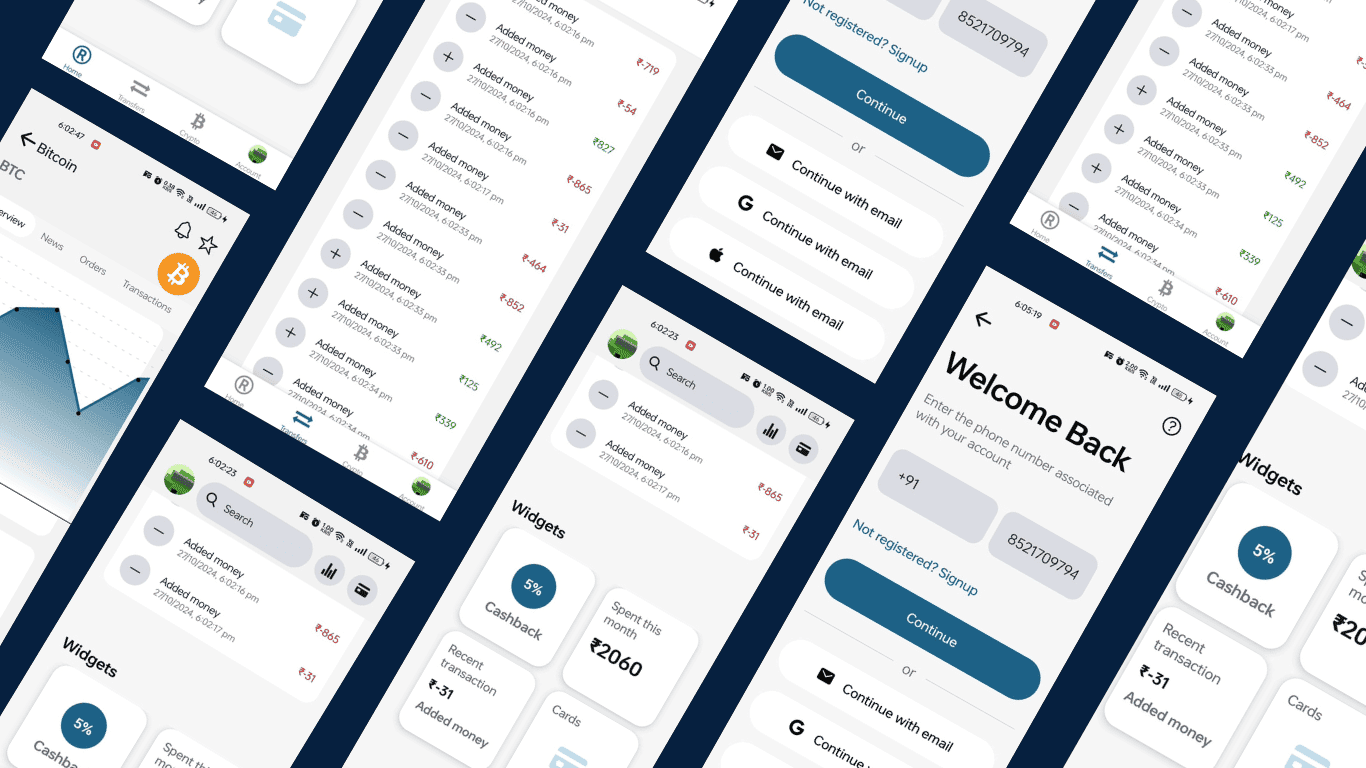 Home
Transfers
Crypto
Account
6:02:47
Bitcoin
BTC
News
Orders
Transactions
27/10/2024, 6:02:16 pm
Added money
27/10/2024, 6:02:16 pm
₹-719
Added money
27/10/2024, 6:02:16 pm
₹-54
Added money
27/10/2024, 6:02:16 pm
₹827
Added money
27/10/2024, 6:02:17 pm
₹-865
Added money
27/10/2024, 6:02:33 pm
₹-31
Added money
27/10/2024, 6:02:33 pm
₹-464
Added money
27/10/2024, 6:02:33 pm
₹-852
Added money
27/10/2024, 6:02:34 pm
₹492
Added money
27/10/2024, 6:02:34 pm
₹125
Added money
₹339
₹-610
Home
Transfers
Crypto
Account
6:02:23
Search
Added money
27/10/2024, 6:02:16 pm
₹-865
Added money
27/10/2024, 6:02:17 pm
₹-31
Widgets
5%
Cashba
Spent this
8521709794
Not registered? Signup
Continue
or
Continue with email
Continue with email
Continue with email
6:02:23
Search
Added money
27/10/2024, 6:02:16 pm
₹-865
Added money
27/10/2024, 6:02:17 pm
₹-31
Widgets
5%
Cashback
Spent this
month
₹2060
Recent
transaction
₹-31
Added money
Cards
Added money
27/10/2024, 6:02:33 pm
Added money
27/10/2024, 6:02:33 pm
₹-464
Added money
27/10/2024, 6:02:33 pm
₹-852
Added money
27/10/2024, 6:02:34 pm
₹492
Added money
₹125
Added money
27/10/2024, 6:02:34 pm
₹339
₹-610
Home
Transfers
Crypto
Account
6:05:19
Welcome Back
Enter the phone number associated
with your account
+91
8521709794
Not registered? Signup
Continue
or
Continue with email
Widgets
5%
Cashback
Recent
transaction
₹-31
Added money
Cards